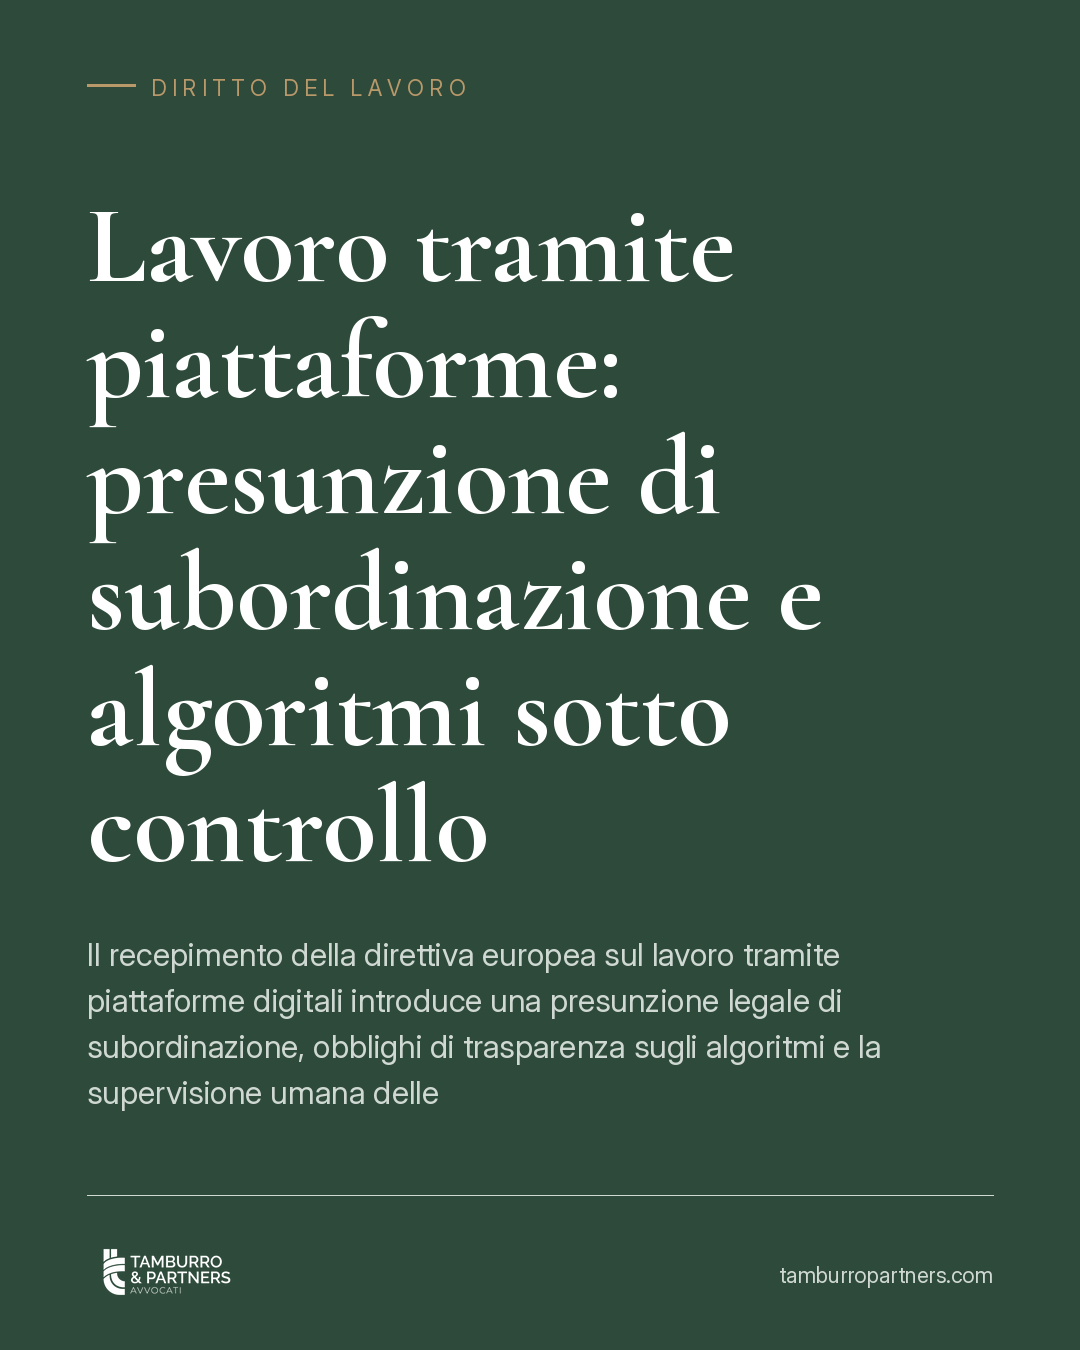 DIRITTO DEL LAVORO
Lavoro tramite
piattaforme:
presunzione di
subordinazione e
algoritmi sotto
controllo
Il recepimento della direttiva europea sul lavoro tramite
piattaforme digitali introduce una presunzione legale di
subordinazione, obblighi di trasparenza sugli algoritmi e la
supervisione umana delle
TAMBURRO
& PARTNERS
AVVOCATI
tamburropartners.com